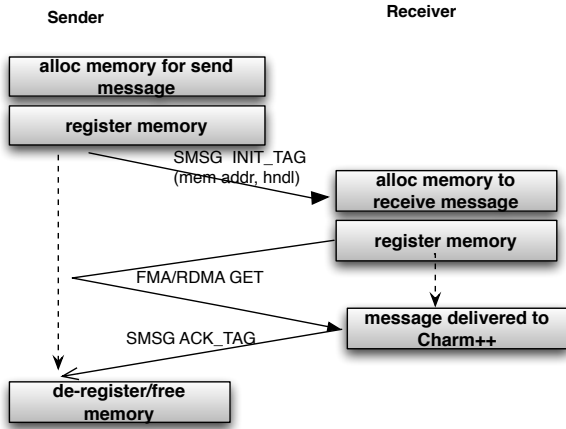 Sender
Receiver
alloc memory for send
message
register memory
SMSG INIT_TAG
(mem addr, hndl)
alloc memory to
receive message
register memory
FMA/RDMA GET
message delivered to
Charm++
SMSG ACK_TAG
de-register/free
memory